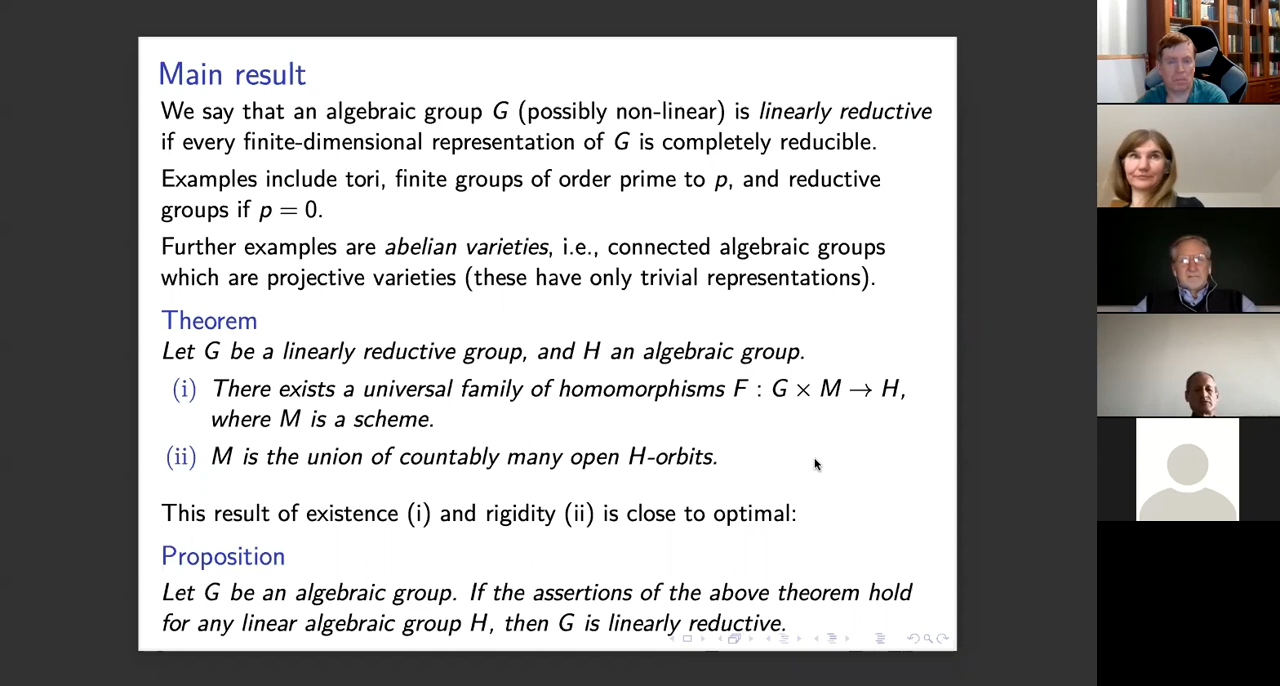 Main result
We say that an algebraic group G (possibly non-linear) is linearly reductive
if every finite-dimensional representation of G is completely reducible.
Examples include tori, finite groups of order prime to p, and reductive
groups if p = 0.
Further examples are abelian varieties, i.e., connected algebraic groups
which are projective varieties (these have only trivial representations).
Theorem
Let G be a linearly reductive group, and H an algebraic group.
(i) There exists a universal family of homomorphisms F : G × M → H,
where M is a scheme.
(ii) M is the union of countably many open H-orbits.
This result of existence (i) and rigidity (ii) is close to optimal:
Proposition
Let G be an algebraic group. If the assertions of the above theorem hold
for any linear algebraic group H, then G is linearly reductive.